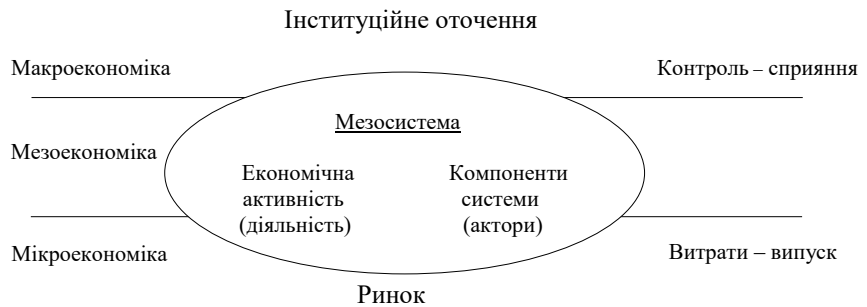 Інституційне оточення
Макроекономіка
Контроль – сприяння
Мезосистема
Мезоекономіка
Економічна
активність
(діяльність)
Компоненти
системи
(актори)
Мікроекономіка
Витрати – випуск
Ринок